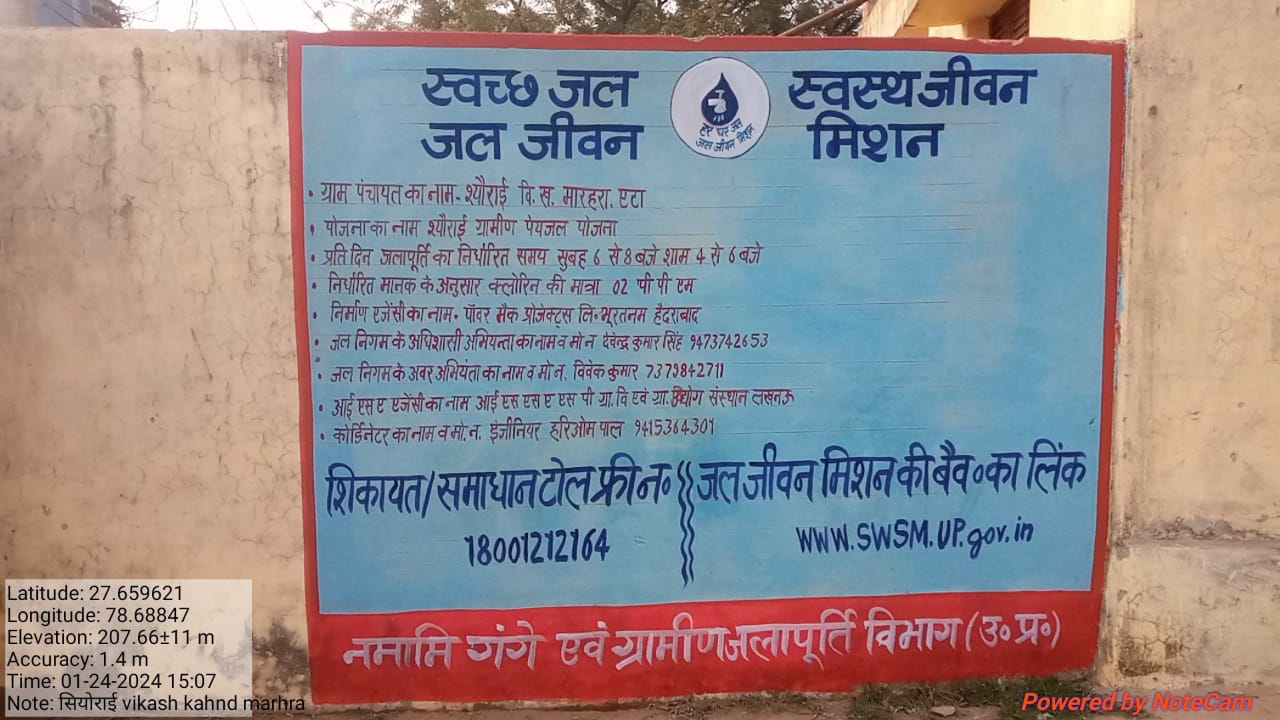 स्वच्छ जल स्वस्थ जीवन
जल जीवन मिशन
हर घर जल
जल जीवन मिशन
• ग्राम पंचायत का नाम- श्यौराई वि. ख. मारहरा. एटा
• योजना का नाम श्यौराई ग्रामीण पेयजल योजना
• प्रति दिन जलापूर्ति का निर्धारित समय सुबह 6 से 8 बजे शाम 4 से 6 बजे
• निर्धारित मानक के अनुसार क्लोरिन की मात्रा 02 पी पी एम
• निर्माण एजेंसी का नाम- पॉवर मैक प्रोजेक्ट्स लि- भूरतनम हैदराबाद
• जल निगम के अधिशासी अभियन्ता का नाम व मो न देवेन्द्र कुमार सिंह 9473742653
• जल निगम के अवर अभियंता का नाम व मो न. विवेक कुमार 7379842711
• आई एस ए एजेंसी का नाम आई एस एस ए एस पी ग्रा. वि एवं ग्रा. उद्योग संस्थान लखनऊ
• कोर्डिनेटर का नाम व मो. न. इंजीनियर हरिओम पाल 9415364301
शिकायत/समाधान टोल फ्री न० जल जीवन मिशन की बैव० का लिंक
18001212164 WWW.SWSM.UP.gov.in
नमामि गंगे एवं ग्रामीण जलापूर्ति विभाग (उ० प्र०)
Latitude: 27.659621
Longitude: 78.68847
Elevation: 207.66±11 m
Accuracy: 1.4 m
Time: 01-24-2024 15:07
Note: सियोराई vikash kahnd marhra
Powered by NoteCam